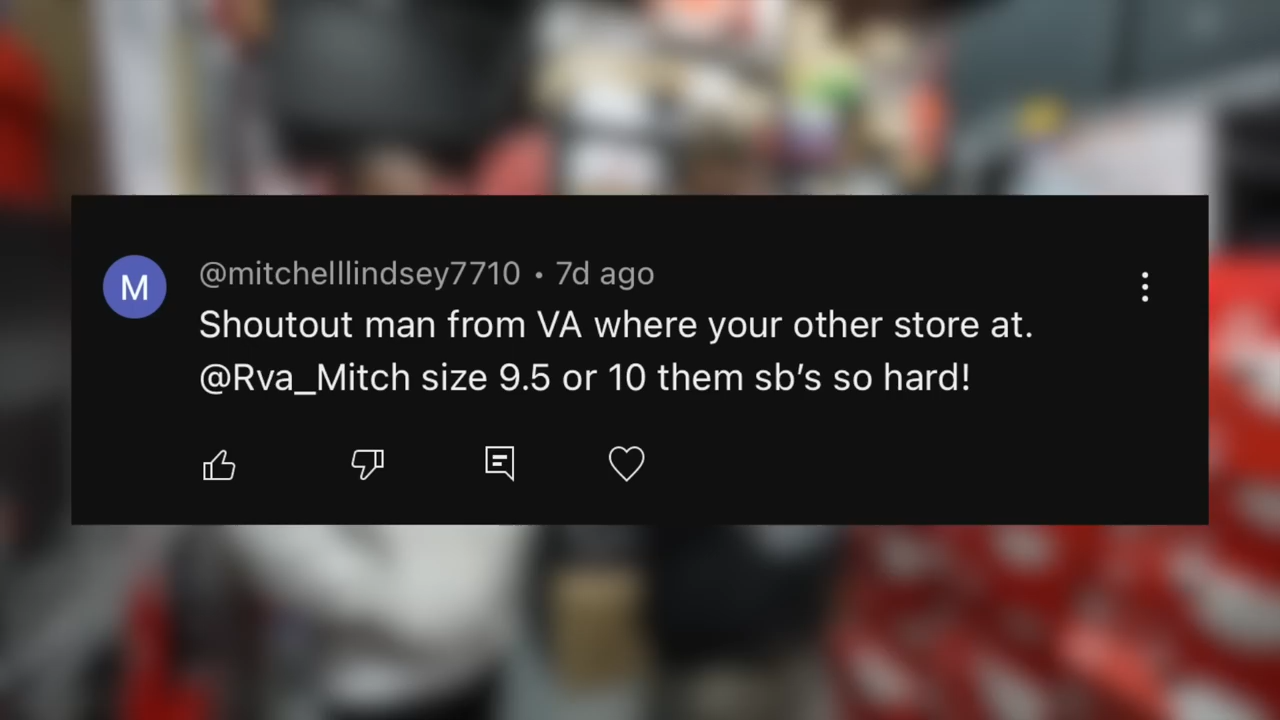 M
@mitchelllindsey7710 • 7d ago
Shoutout man from VA where your other store at.
@Rva_Mitch size 9.5 or 10 them sb’s so hard!